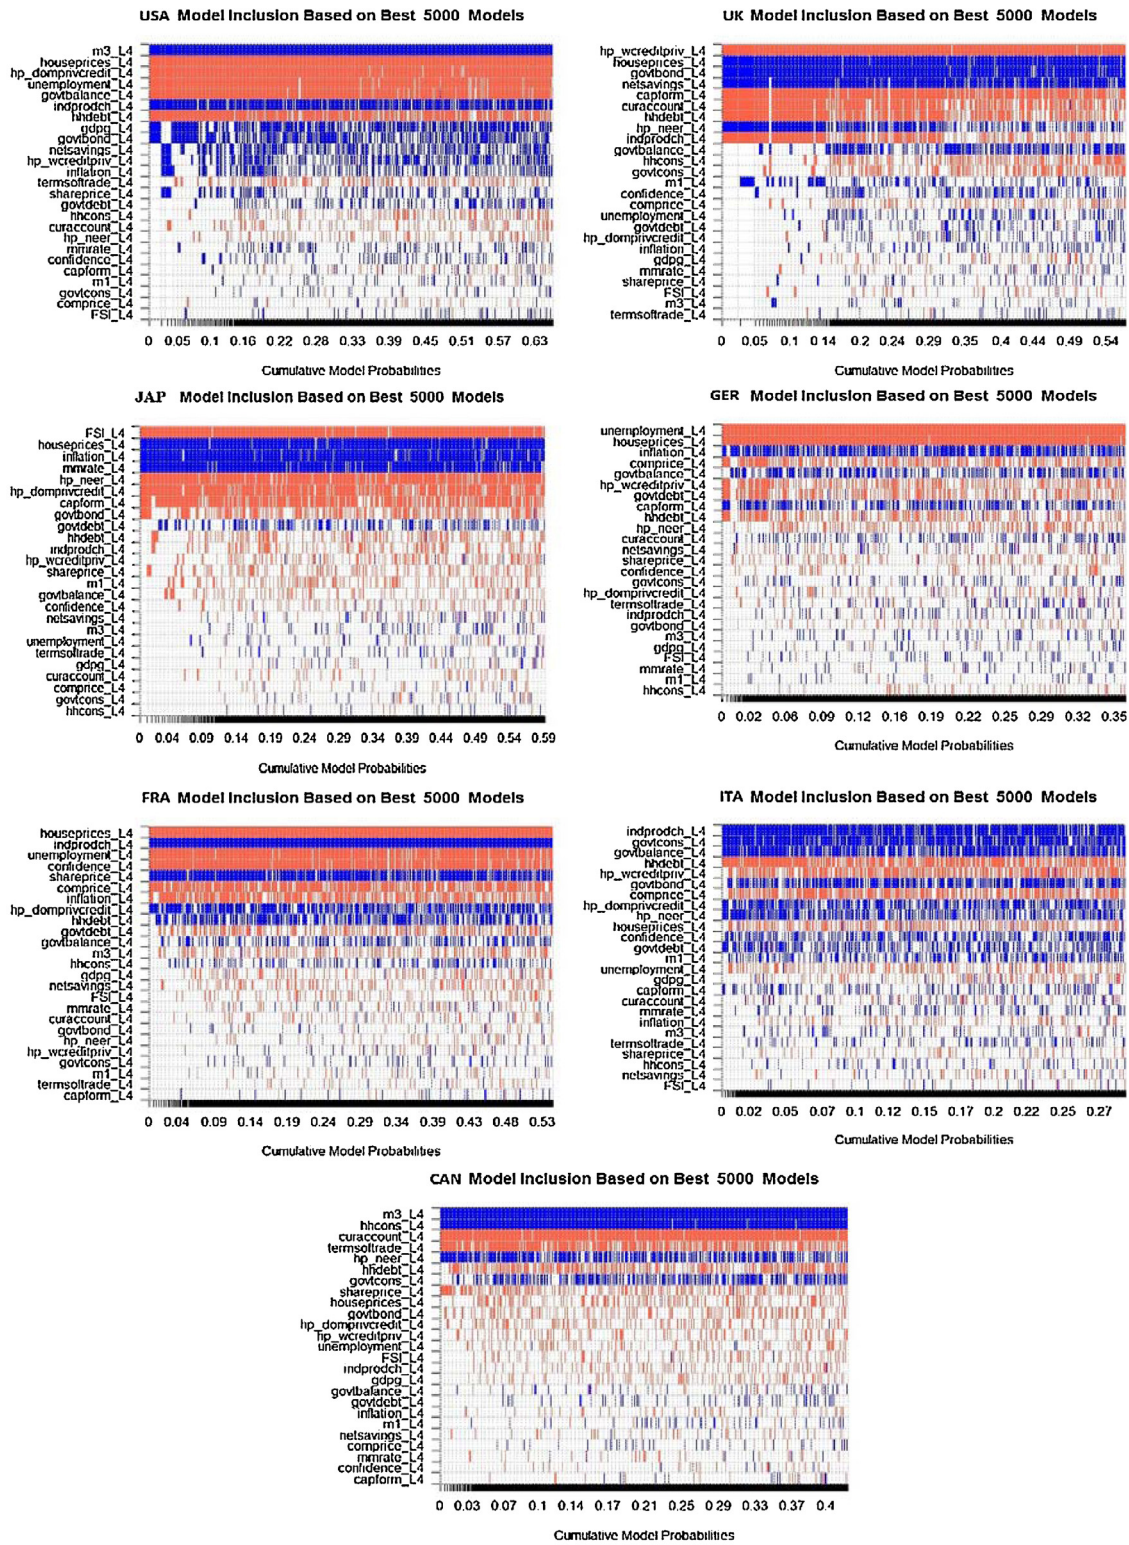 USA Model Inclusion Based on Best 5000 Models
m3_L4
houseprices_L4
hp_domprivcredit_L4
unemployment_L4
govtbalance_L4
indprodch_L4
hhdebt_L4
gdpg_L4
govtbond_L4
netsavings_L4
hp_wcreditpriv_L4
inflation_L4
termsoftrade_L4
shareprice_L4
govtdebt_L4
hhcons_L4
curaccount_L4
hp_neer_L4
mmrate_L4
confidence_L4
capform_L4
m1_L4
govtcons_L4
comprice_L4
FSI_L4
0 0.05 0.1 0.16 0.22 0.28 0.33 0.39 0.45 0.51 0.57 0.63
Cumulative Model Probabilities
UK Model Inclusion Based on Best 5000 Models
hp_wcreditpriv_L4
houseprices_L4
govtbond_L4
netsavings_L4
capform_L4
curaccount_L4
hhdebt_L4
hp_neer_L4
indprodch_L4
govtbalance_L4
hhcons_L4
govtcons_L4
m1_L4
confidence_L4
comprice_L4
unemployment_L4
govtdebt_L4
hp_domprivcredit_L4
inflation_L4
gdpg_L4
mmrate_L4
shareprice_L4
FSI_L4
m3_L4
termsoftrade_L4
0 0.05 0.1 0.14 0.24 0.29 0.35 0.4 0.44 0.49 0.54
Cumulative Model Probabilities
JAP Model Inclusion Based on Best 5000 Models
FSI_L4
houseprices_L4
inflation_L4
mmrate_L4
hp_neer_L4
hp_domprivcredit_L4
capform_L4
govtbond_L4
govtdebt_L4
hhdebt_L4
indprodch_L4
hp_wcreditpriv_L4
shareprice_L4
m1_L4
govtbalance_L4
confidence_L4
netsavings_L4
m3_L4
unemployment_L4
termsoftrade_L4
gdpg_L4
curaccount_L4
comprice_L4
govtcons_L4
hhcons_L4
0 0.04 0.09 0.14 0.19 0.24 0.29 0.34 0.39 0.44 0.49 0.54 0.59
Cumulative Model Probabilities
GER Model Inclusion Based on Best 5000 Models
unemployment_L4
houseprices_L4
inflation_L4
comprice_L4
govtbalance_L4
hp_wcreditpriv_L4
govtdebt_L4
capform_L4
hhdebt_L4
hp_neer_L4
curaccount_L4
netsavings_L4
shareprice_L4
confidence_L4
govtcons_L4
hp_domprivcredit_L4
termsoftrade_L4
indprodch_L4
govtbond_L4
m3_L4
gdpg_L4
FSI_L4
mmrate_L4
m1_L4
hhcons_L4
0 0.02 0.06 0.09 0.12 0.16 0.19 0.22 0.25 0.29 0.32 0.35
Cumulative Model Probabilities
FRA Model Inclusion Based on Best 5000 Models
houseprices_L4
indprodch_L4
unemployment_L4
confidence_L4
shareprice_L4
comprice_L4
inflation_L4
hp_domprivcredit_L4
hhdebt_L4
govtdebt_L4
govtbalance_L4
m3_L4
hhcons_L4
gdpg_L4
netsavings_L4
FSI_L4
mmrate_L4
curaccount_L4
govtbond_L4
hp_neer_L4
hp_wcreditpriv_L4
govtcons_L4
m1_L4
termsoftrade_L4
capform_L4
0 0.04 0.09 0.14 0.19 0.24 0.29 0.34 0.39 0.43 0.48 0.53
Cumulative Model Probabilities
ITA Model Inclusion Based on Best 5000 Models
indprodch_L4
govtcons_L4
govtbalance_L4
hhdebt_L4
hp_wcreditpriv_L4
govtbond_L4
comprice_L4
hp_domprivcredit_L4
hp_neer_L4
houseprices_L4
confidence_L4
govtdebt_L4
m1_L4
unemployment_L4
gdpg_L4
capform_L4
curaccount_L4
mmrate_L4
inflation_L4
m3_L4
termsoftrade_L4
shareprice_L4
hhcons_L4
netsavings_L4
FSI_L4
0 0.02 0.05 0.07 0.1 0.12 0.15 0.17 0.2 0.22 0.25 0.27
Cumulative Model Probabilities
CAN Model Inclusion Based on Best 5000 Models
m3_L4
hhcons_L4
curaccount_L4
termsoftrade_L4
hp_neer_L4
hhdebt_L4
govtcons_L4
shareprice_L4
houseprices_L4
govtbond_L4
hp_domprivcredit_L4
hp_wcreditpriv_L4
unemployment_L4
FSI_L4
indprodch_L4
gdpg_L4
govtbalance_L4
govtdebt_L4
inflation_L4
m1_L4
netsavings_L4
comprice_L4
mmrate_L4
confidence_L4
capform_L4
0 0.03 0.07 0.1 0.14 0.17 0.21 0.25 0.29 0.33 0.37 0.4
Cumulative Model Probabilities